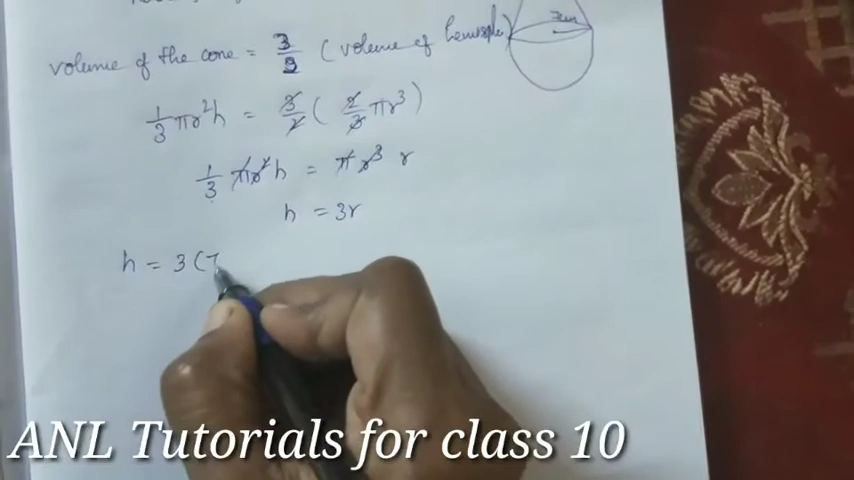 7cm
volume of the cone = 3/2 (volume of hemisphere)
1/3 πr²h = 3/2 ( 2/3 πr³ )
1/3 πr²h = πr³ r
h = 3r
h = 3 (7
ANL Tutorials for class 10